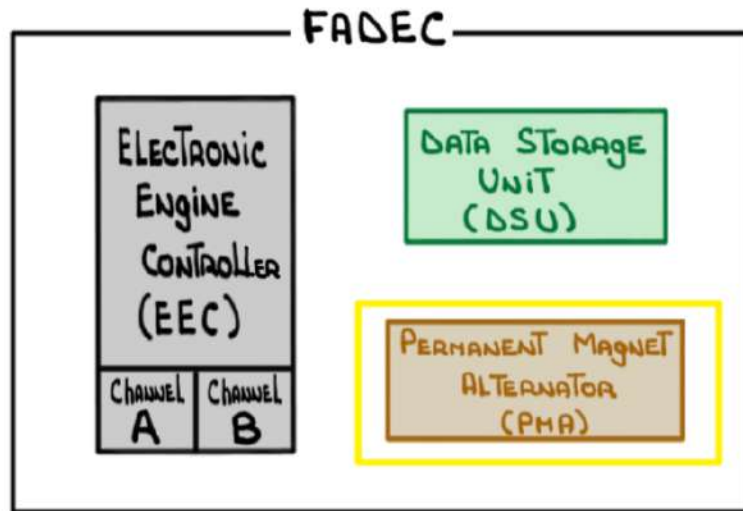 FADEC
ELECTRONIC
ENGINE
CONTROLLER
(EEC)
CHANNEL
A
CHANNEL
B
DATA STORAGE
UNIT
(DSU)
PERMANENT MAGNET
ALTERNATOR
(PMA)